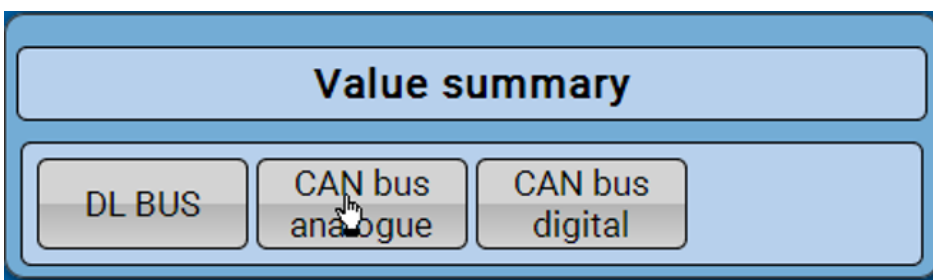 Value summary
DL BUS
CAN bus
analogue
CAN bus
digital